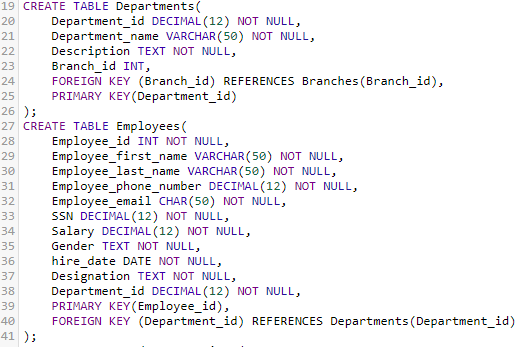 19 CREATE TABLE Departments(
20 Department_id DECIMAL(12) NOT NULL,
21 Department_name VARCHAR(50) NOT NULL,
22 Description TEXT NOT NULL,
23 Branch_id INT,
24 FOREIGN KEY (Branch_id) REFERENCES Branches(Branch_id),
25 PRIMARY KEY(Department_id)
26 );
27 CREATE TABLE Employees(
28 Employee_id INT NOT NULL,
29 Employee_first_name VARCHAR(50) NOT NULL,
30 Employee_last_name VARCHAR(50) NOT NULL,
31 Employee_phone_number DECIMAL(12) NOT NULL,
32 Employee_email CHAR(50) NOT NULL,
33 SSN DECIMAL(12) NOT NULL,
34 Salary DECIMAL(12) NOT NULL,
35 Gender TEXT NOT NULL,
36 hire_date DATE NOT NULL,
37 Designation TEXT NOT NULL,
38 Department_id DECIMAL(12) NOT NULL,
39 PRIMARY KEY(Employee_id),
40 FOREIGN KEY (Department_id) REFERENCES Departments(Department_id)
41 );